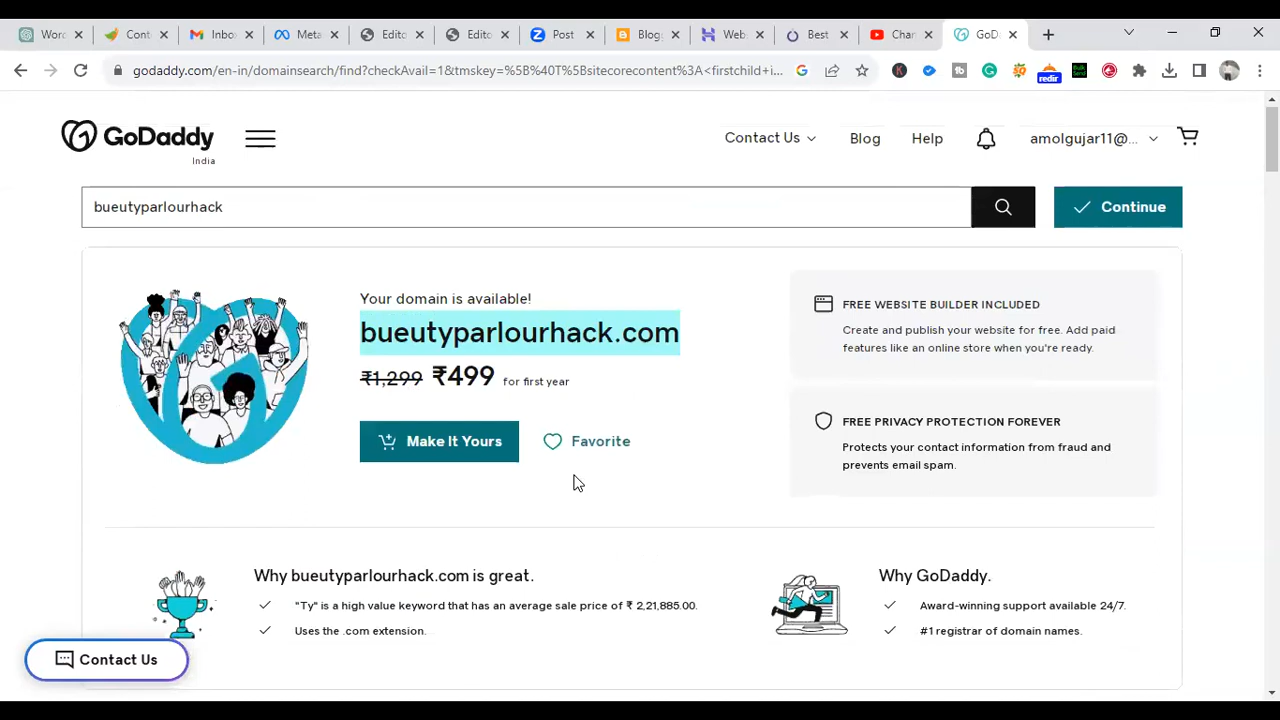 Word
Cont
Inbo
Meta
Edito
Edito
Post
Blog
Web
Best
Chan
GoD
godaddy.com/en-in/domainsearch/find?checkAvail=1&tmskey=%5B%40T%5Bsitecorecontent%3A<firstchild+i...
redir
GoDaddy
India
Contact Us
Blog
Help
amolgujar11@...
bueutyparlourhack
Continue
Your domain is available!
bueutyparlourhack.com
₹1,299 ₹499 for first year
Make It Yours
Favorite
FREE WEBSITE BUILDER INCLUDED
Create and publish your website for free. Add paid
features like an online store when you're ready.
FREE PRIVACY PROTECTION FOREVER
Protects your contact information from fraud and
prevents email spam.
Why bueutyparlourhack.com is great.
"Ty" is a high value keyword that has an average sale price of ₹ 2,21,885.00.
Uses the .com extension.
Why GoDaddy.
Award-winning support available 24/7.
#1 registrar of domain names.
Contact Us